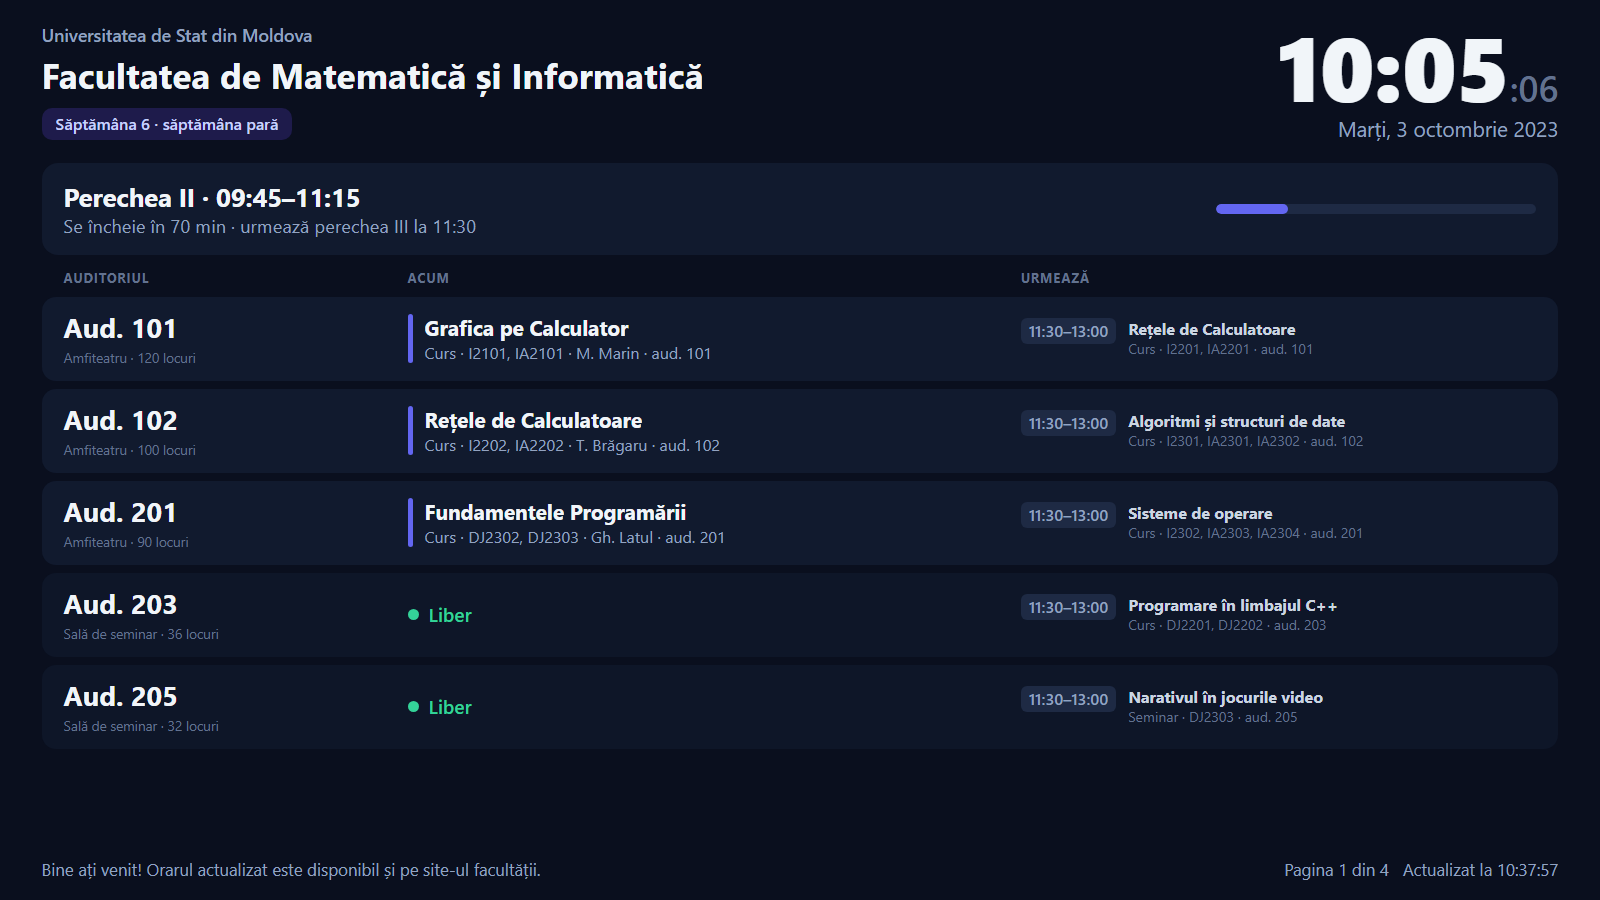 Universitatea de Stat din Moldova
Facultatea de Matematică și Informatică
Săptămâna 6 · săptămâna pară
10:05:06
Marți, 3 octombrie 2023
Perechea II · 09:45–11:15
Se încheie în 70 min · urmează perechea III la 11:30
AUDITORIUL ACUM URMEAZĂ
Aud. 101
Amfiteatru · 120 locuri
Grafica pe Calculator
Curs · I2101, IA2101 · M. Marin · aud. 101
11:30–13:00
Rețele de Calculatoare
Curs · I2201, IA2201 · aud. 101
Aud. 102
Amfiteatru · 100 locuri
Rețele de Calculatoare
Curs · I2202, IA2202 · T. Brăgaru · aud. 102
11:30–13:00
Algoritmi și structuri de date
Curs · I2301, IA2301, IA2302 · aud. 102
Aud. 201
Amfiteatru · 90 locuri
Fundamentele Programării
Curs · DJ2302, DJ2303 · Gh. Latul · aud. 201
11:30–13:00
Sisteme de operare
Curs · I2302, IA2303, IA2304 · aud. 201
Aud. 203
Sală de seminar · 36 locuri
Liber
11:30–13:00
Programare în limbajul C++
Curs · DJ2201, DJ2202 · aud. 203
Aud. 205
Sală de seminar · 32 locuri
Liber
11:30–13:00
Narativul în jocurile video
Seminar · DJ2303 · aud. 205
Bine ați venit! Orarul actualizat este disponibil și pe site-ul facultății.
Pagina 1 din 4 Actualizat la 10:37:57